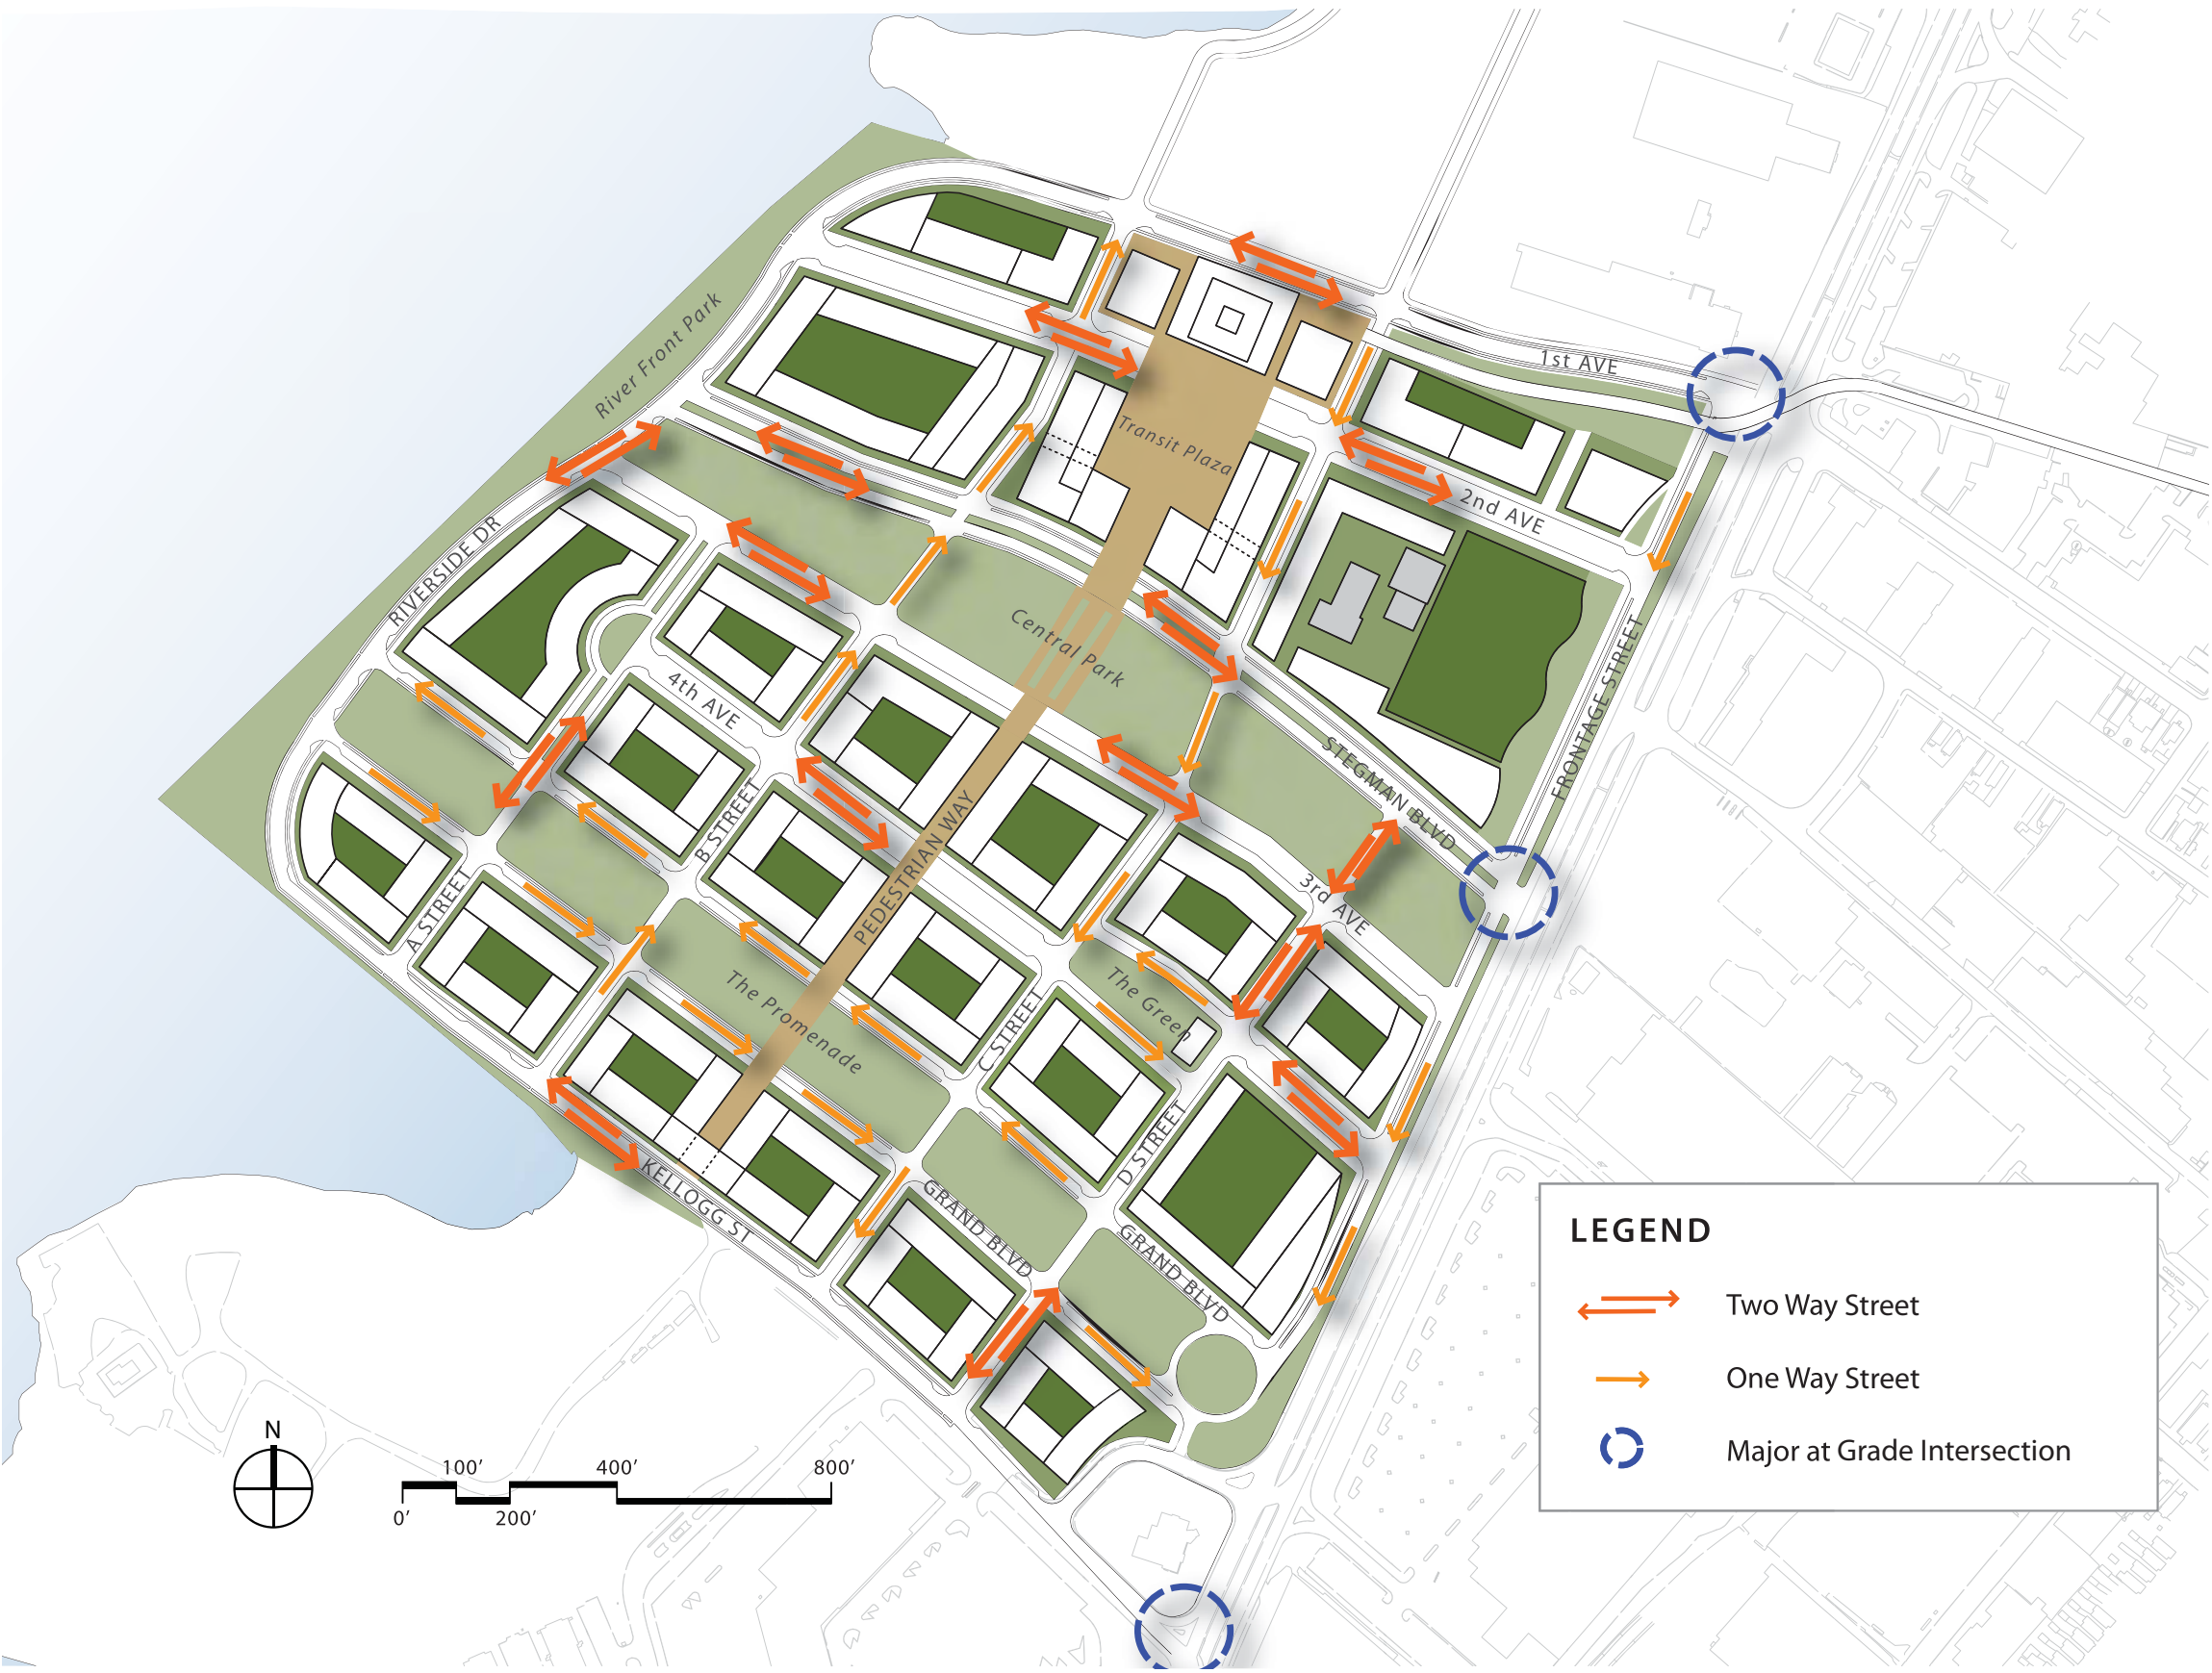 1st AVE
River Front Park
Transit Plaza
2nd AVE
RIVERSIDE DR
Central Park
FRONTAGE STREET
4th AVE
STEGMAN BLVD
B STREET
PEDESTRIAN WAY
3rd AVE
A STREET
The Promenade
The Green
C STREET
D STREET
KELLOGG ST
GRAND BLVD
GRAND BLVD
LEGEND
Two Way Street
One Way Street
Major at Grade Intersection
N
100’ 400’ 800’
0’ 200’